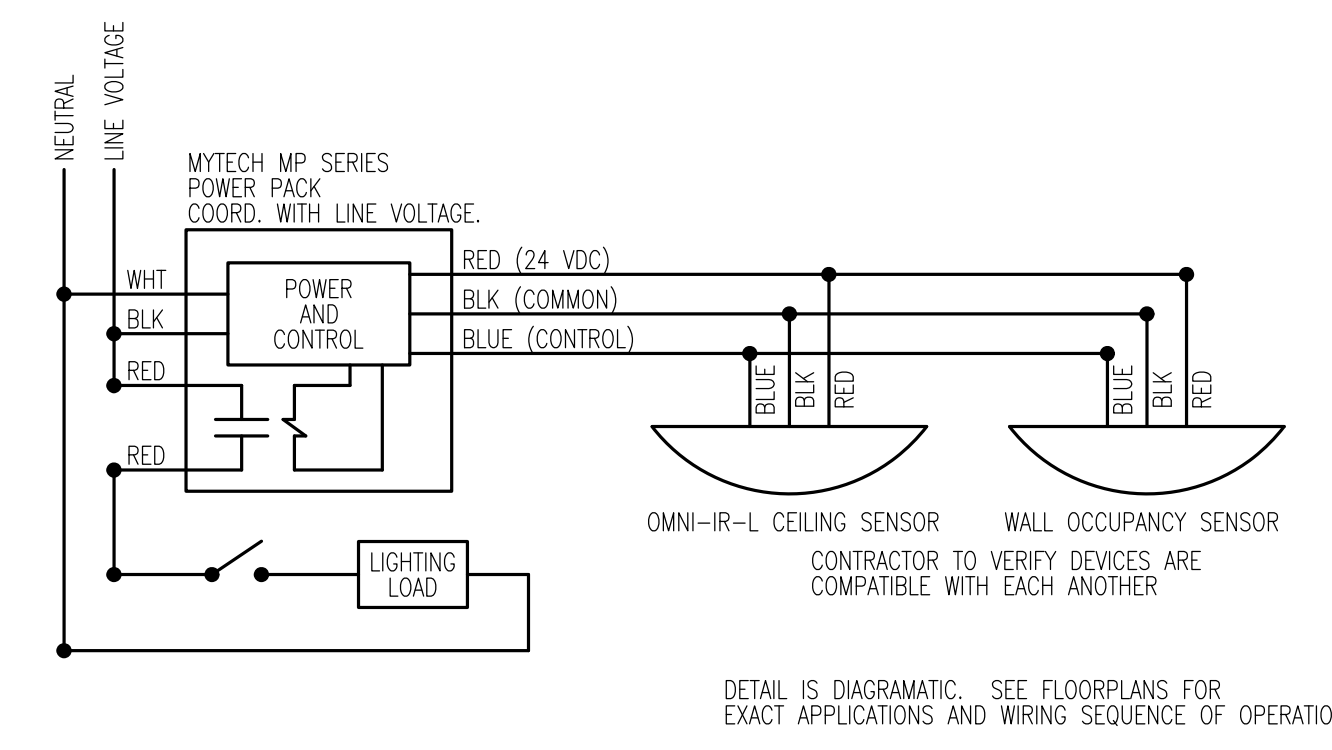 NEUTRAL
LINE VOLTAGE
MYTECH MP SERIES
POWER PACK
COORD. WITH LINE VOLTAGE.
WHT
BLK
RED
RED
POWER
AND
CONTROL
RED (24 VDC)
BLK (COMMON)
BLUE (CONTROL)
BLUE
BLK
RED
BLUE
BLK
RED
OMNI-IR-L CEILING SENSOR
WALL OCCUPANCY SENSOR
CONTRACTOR TO VERIFY DEVICES ARE
COMPATIBLE WITH EACH ANOTHER
LIGHTING
LOAD
DETAIL IS DIAGRAMATIC. SEE FLOORPLANS FOR
EXACT APPLICATIONS AND WIRING SEQUENCE OF OPERATIO